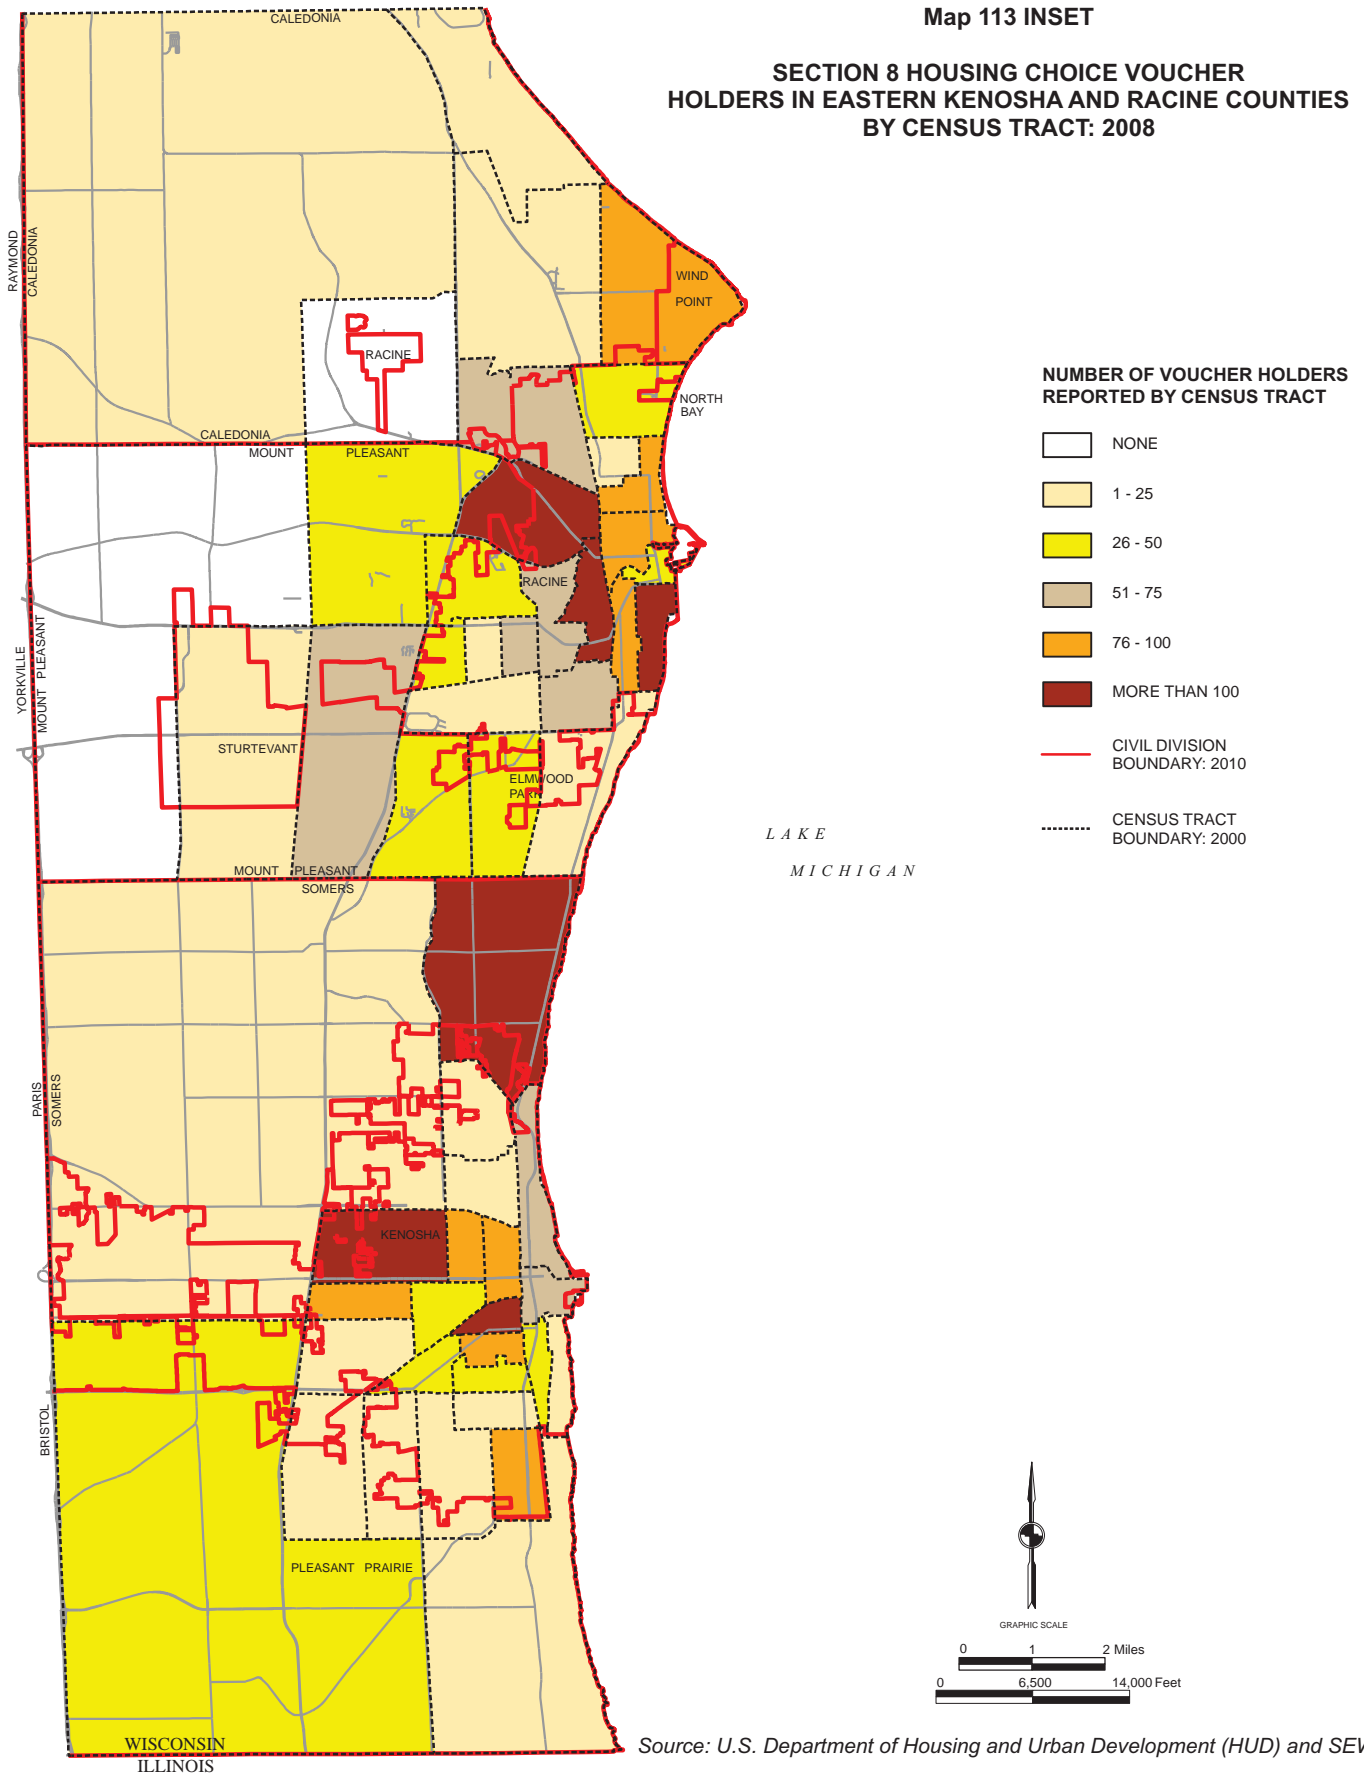 Map 113 INSET
SECTION 8 HOUSING CHOICE VOUCHER
HOLDERS IN EASTERN KENOSHA AND RACINE COUNTIES
BY CENSUS TRACT: 2008
CALEDONIA
RAYMOND
CALEDONIA
WIND
POINT
RACINE
NORTH
BAY
CALEDONIA
MOUNT PLEASANT
RACINE
YORKVILLE
MOUNT PLEASANT
STURTEVANT
ELMWOOD
PARK
MOUNT PLEASANT
SOMERS
LAKE
MICHIGAN
PARIS
SOMERS
KENOSHA
BRISTOL
PLEASANT PRAIRIE
WISCONSIN
ILLINOIS
NUMBER OF VOUCHER HOLDERS
REPORTED BY CENSUS TRACT
NONE
1 - 25
26 - 50
51 - 75
76 - 100
MORE THAN 100
CIVIL DIVISION
BOUNDARY: 2010
CENSUS TRACT
BOUNDARY: 2000
GRAPHIC SCALE
0 1 2 Miles
0 6,500 14,000 Feet
Source: U.S. Department of Housing and Urban Development (HUD) and